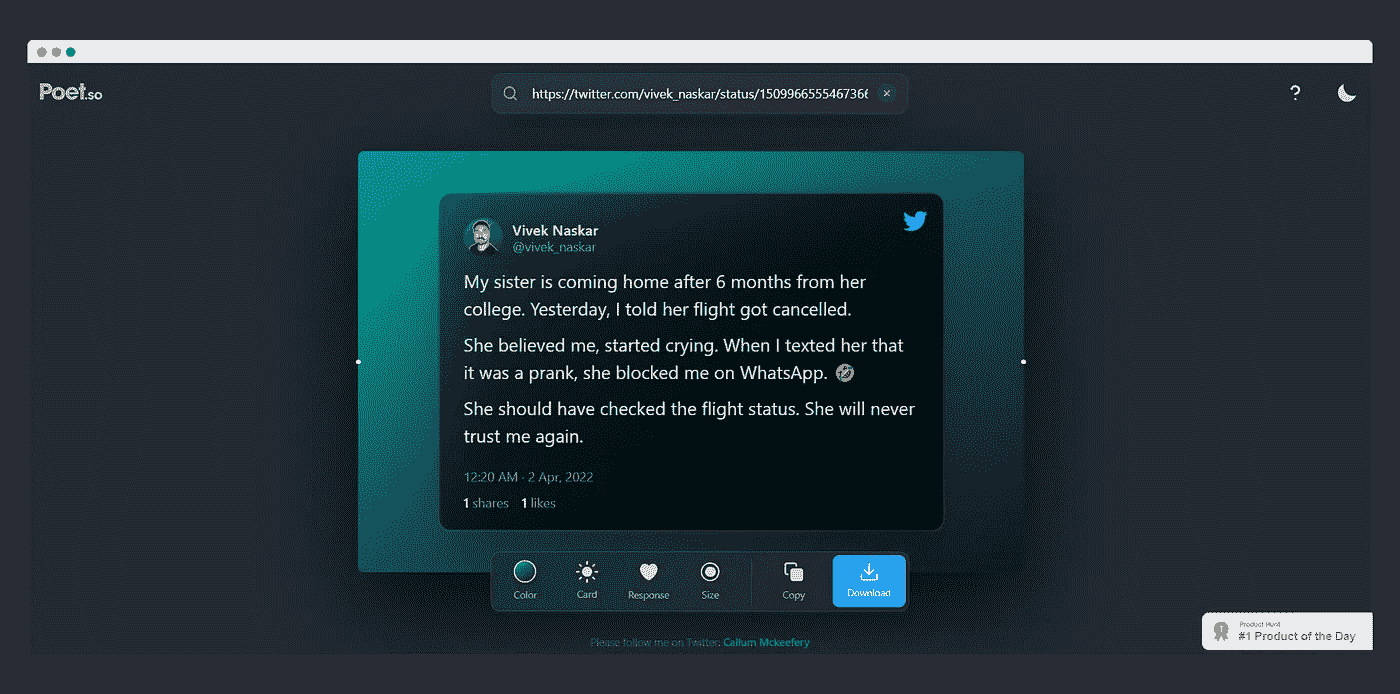 Poet.so
https://twitter.com/vivek_naskar/status/1509966555467366
?
Vivek Naskar
@vivek_naskar
My sister is coming home after 6 months from her
college. Yesterday, I told her flight got cancelled.
She believed me, started crying. When I texted her that
it was a prank, she blocked me on WhatsApp. 🤣
She should have checked the flight status. She will never
trust me again.
12:20 AM · 2 Apr, 2022
1 shares 1 likes
Color Card Response Size Copy Download
Please follow me on Twitter: Callum Mckeefery
Product Hunt
#1 Product of the Day